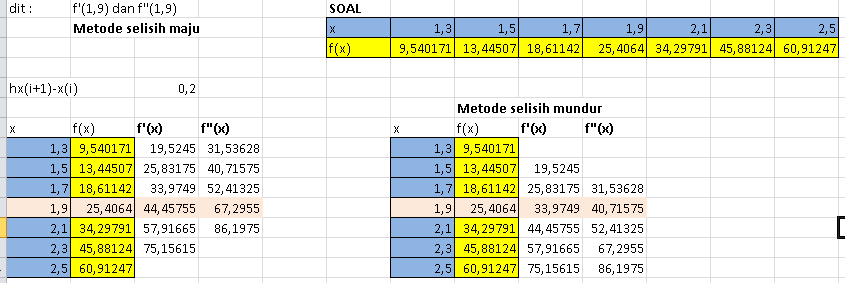 dit : f'(1,9) dan f"(1,9) SOAL
Metode selisih maju x 1,3 1,5 1,7 1,9 2,1 2,3 2,5
f(x) 9,540171 13,44507 18,61142 25,4064 34,29791 45,88124 60,91247
hx(i+1)-x(i) 0,2
Metode selisih mundur
x f(x) f'(x) f"(x) x f(x) f'(x) f"(x)
1,3 9,540171 19,5245 31,53628 1,3 9,540171
1,5 13,44507 25,83175 40,71575 1,5 13,44507 19,5245
1,7 18,61142 33,9749 52,41325 1,7 18,61142 25,83175 31,53628
1,9 25,4064 44,45755 67,2955 1,9 25,4064 33,9749 40,71575
2,1 34,29791 57,91665 86,1975 2,1 34,29791 44,45755 52,41325
2,3 45,88124 75,15615 2,3 45,88124 57,91665 67,2955
2,5 60,91247 2,5 60,91247 75,15615 86,1975